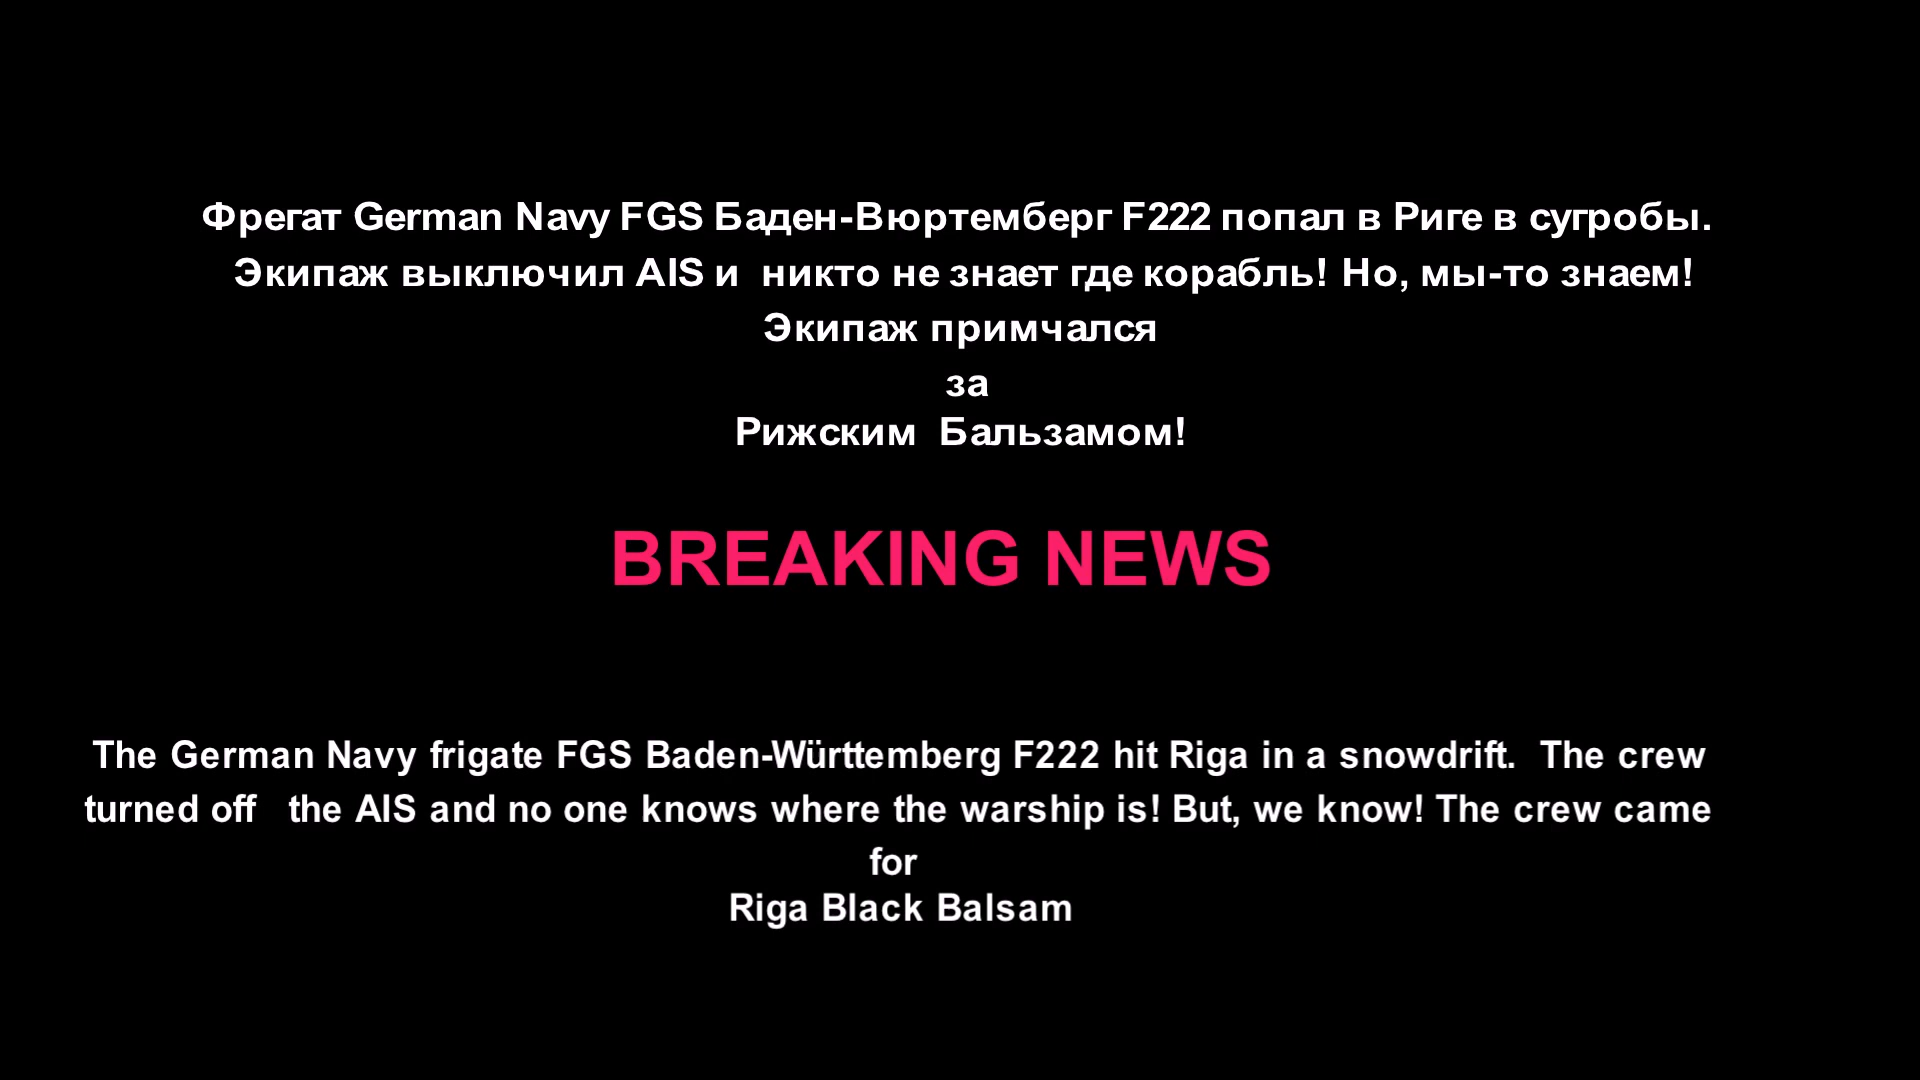 Фрегат German Navy FGS Баден-Вюртемберг F222 попал в Риге в сугробы.
Экипаж выключил AIS и никто не знает где корабль! Но, мы-то знаем!
Экипаж примчался
за
Рижским Бальзамом!
BREAKING NEWS
The German Navy frigate FGS Baden-Württemberg F222 hit Riga in a snowdrift. The crew
turned off the AIS and no one knows where the warship is! But, we know! The crew came
for
Riga Black Balsam